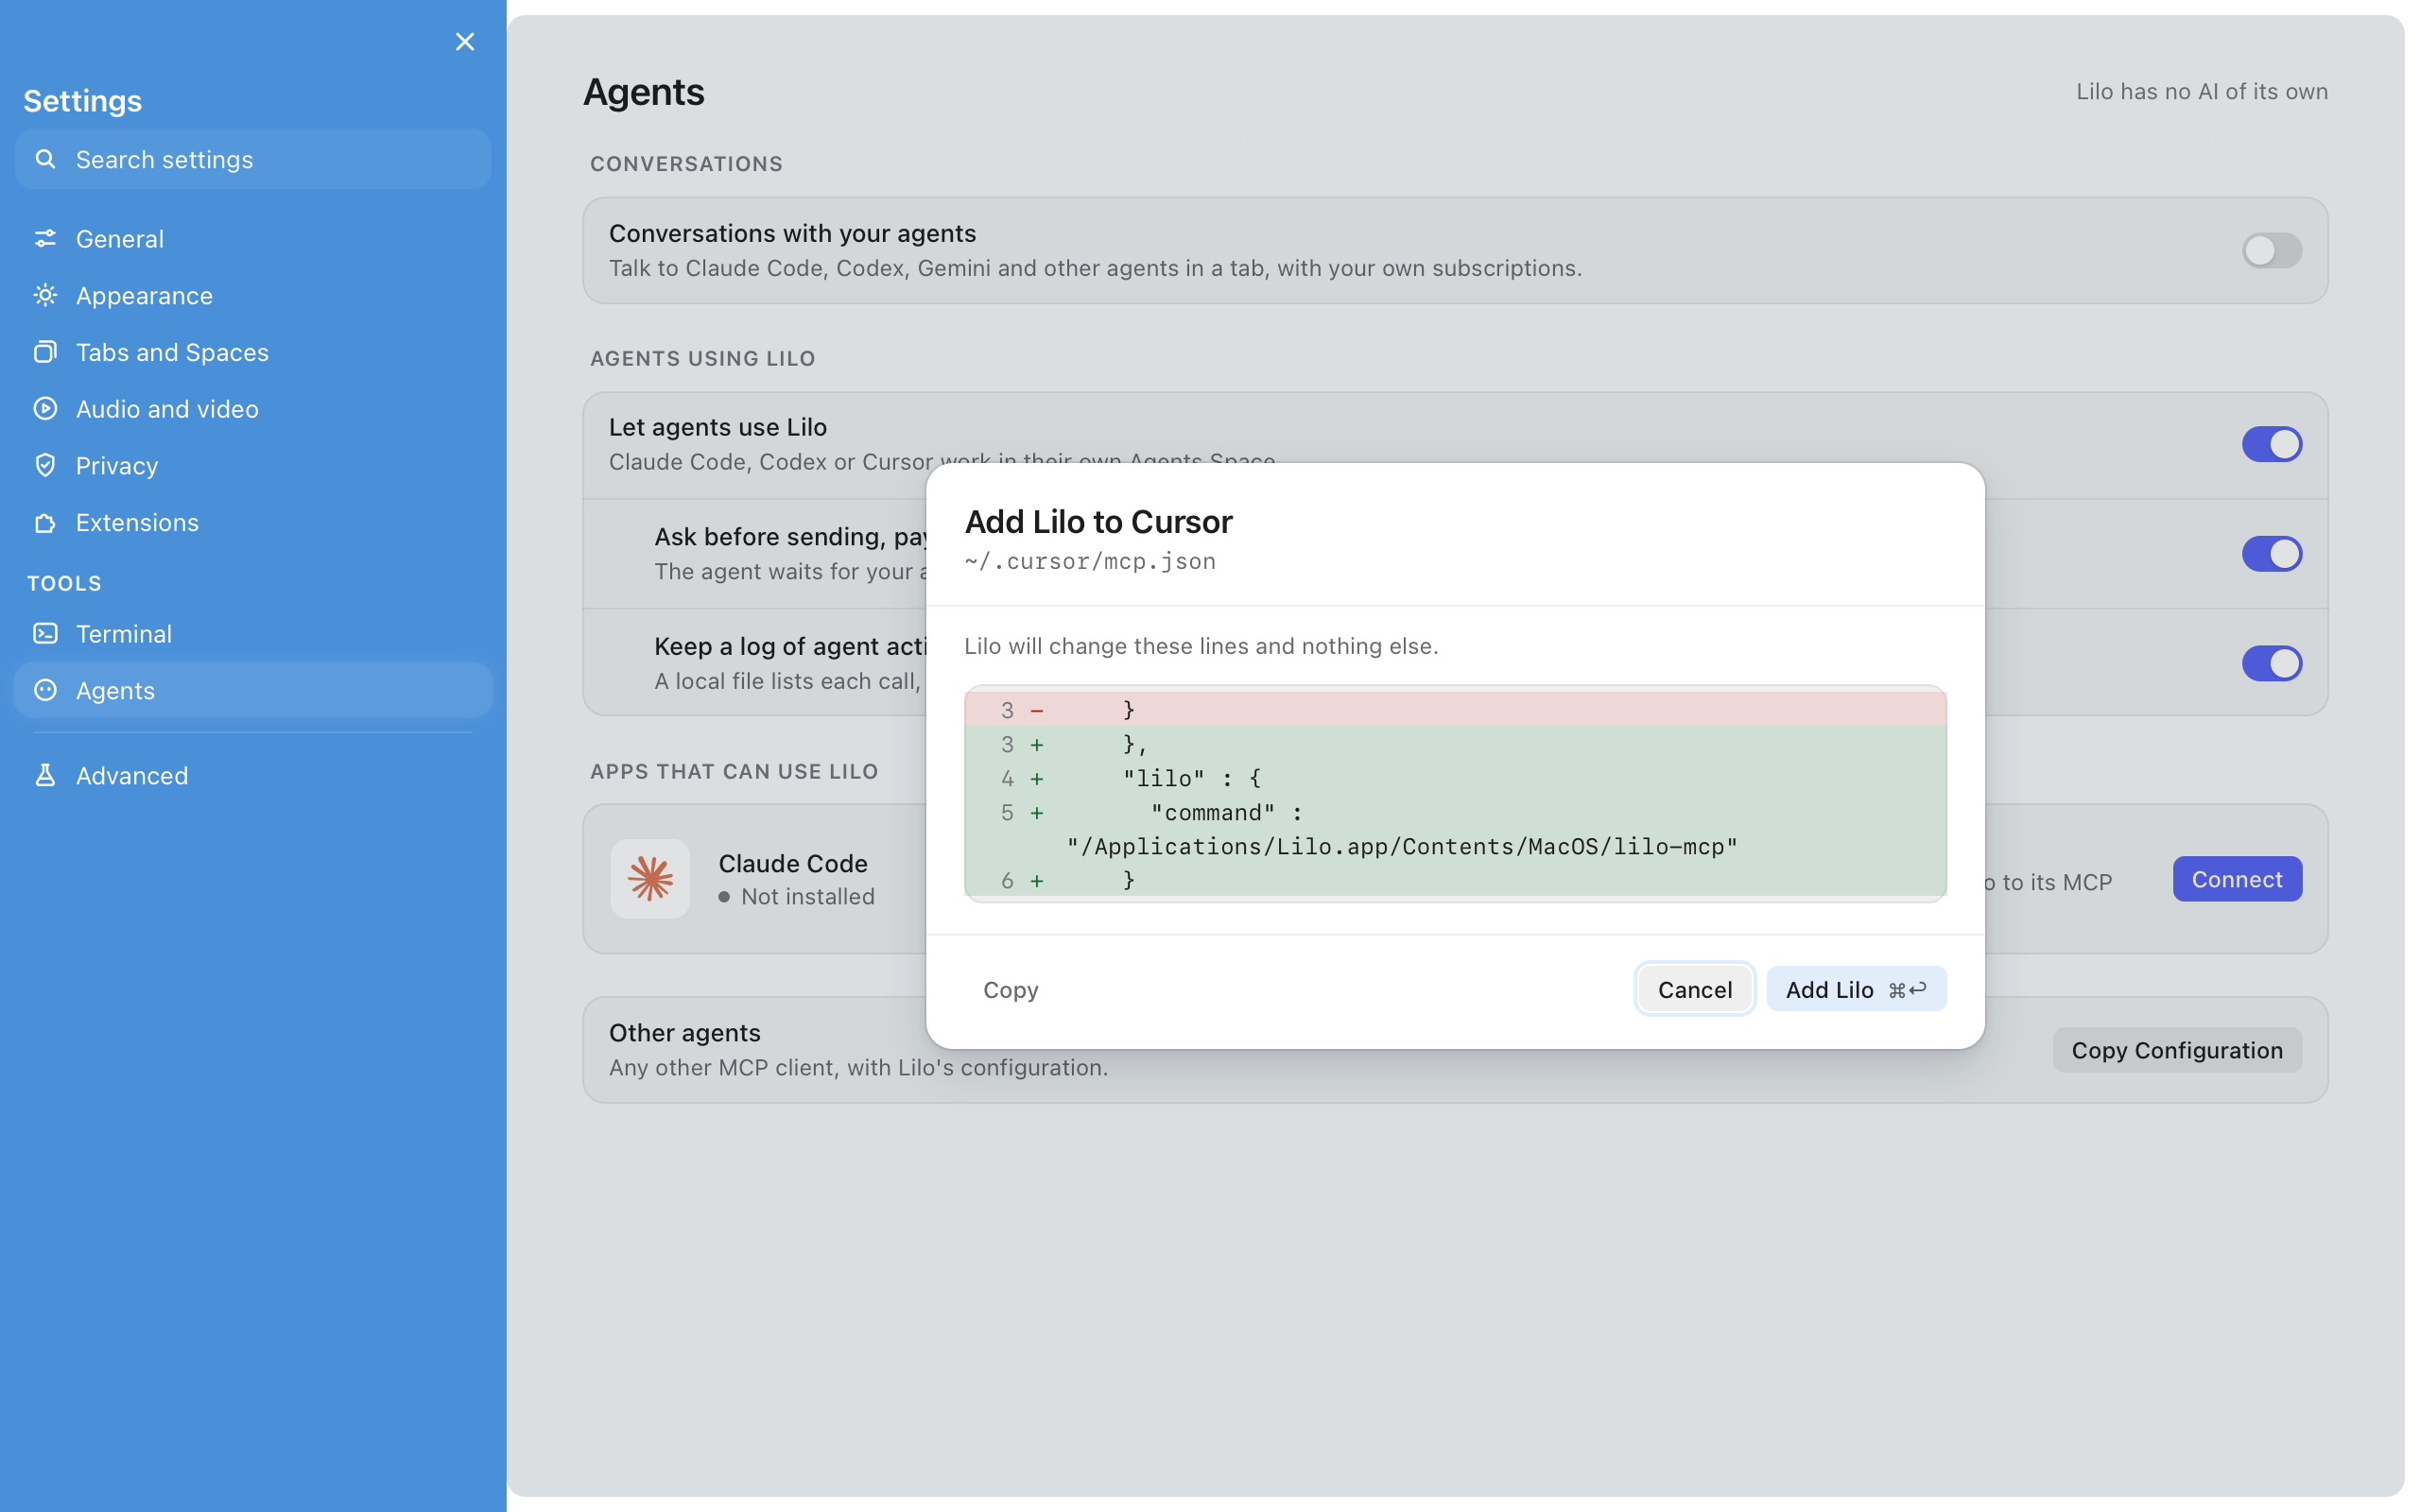 Settings
Search settings
General
Appearance
Tabs and Spaces
Audio and video
Privacy
Extensions
TOOLS
Terminal
Agents
Advanced
Agents
Lilo has no AI of its own
CONVERSATIONS
Conversations with your agents
Talk to Claude Code, Codex, Gemini and other agents in a tab, with your own subscriptions.
AGENTS USING LILO
Let agents use Lilo
Claude Code, Codex or Cursor work in their own Agents Space
Ask before sending,
The agent waits for your
Keep a log of agent
A local file lists each call,
APPS THAT CAN USE LILO
Claude Code
Not installed
to its MCP
Connect
Other agents
Any other MCP client, with Lilo's configuration.
Copy Configuration
Add Lilo to Cursor
~/.cursor/mcp.json
Lilo will change these lines and nothing else.
3 − }
3 + },
4 + "lilo" : {
5 + "command" :
"/Applications/Lilo.app/Contents/MacOS/lilo-mcp"
6 + }
Copy
Cancel
Add Lilo ⌘↩